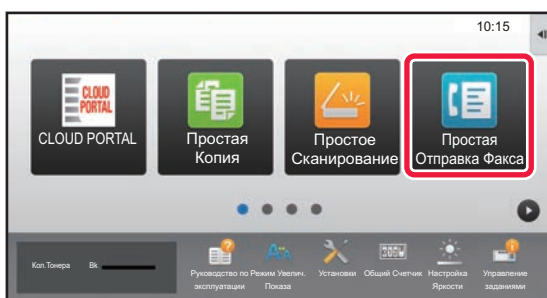 10:15
CLOUD
PORTAL
CLOUD PORTAL
Простая
Копия
Простое
Сканирование
Простая
Отправка Факса
Кол.Тонера
Bk
Руководство по
эксплуатации
Режим Увелич.
Показа
Установки
Общий Счетчик
Настройка
Яркости
Управление
заданиями